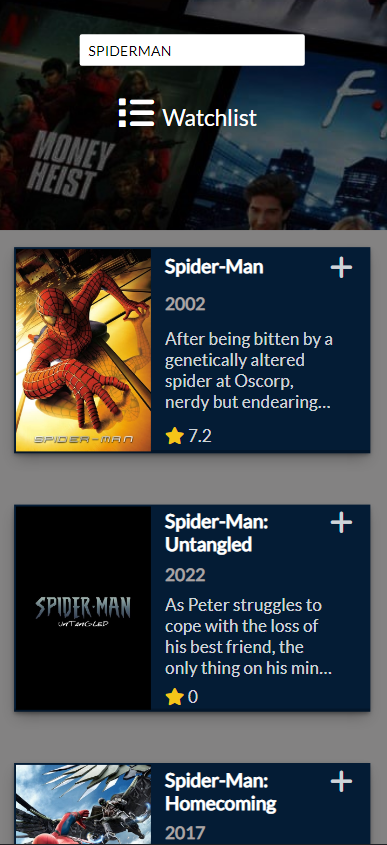 SPIDERMAN
Watchlist
MONEY
HEIST
F
Spider-Man
2002
After being bitten by a
genetically altered
spider at Oscorp,
nerdy but endearing...
7.2
SPIDER-MAN
Spider-Man:
Untangled
2022
As Peter struggles to
cope with the loss of
his best friend, the
only thing on his min...
0
SPIDER-MAN
UNTANGLED
Spider-Man:
Homecoming
2017